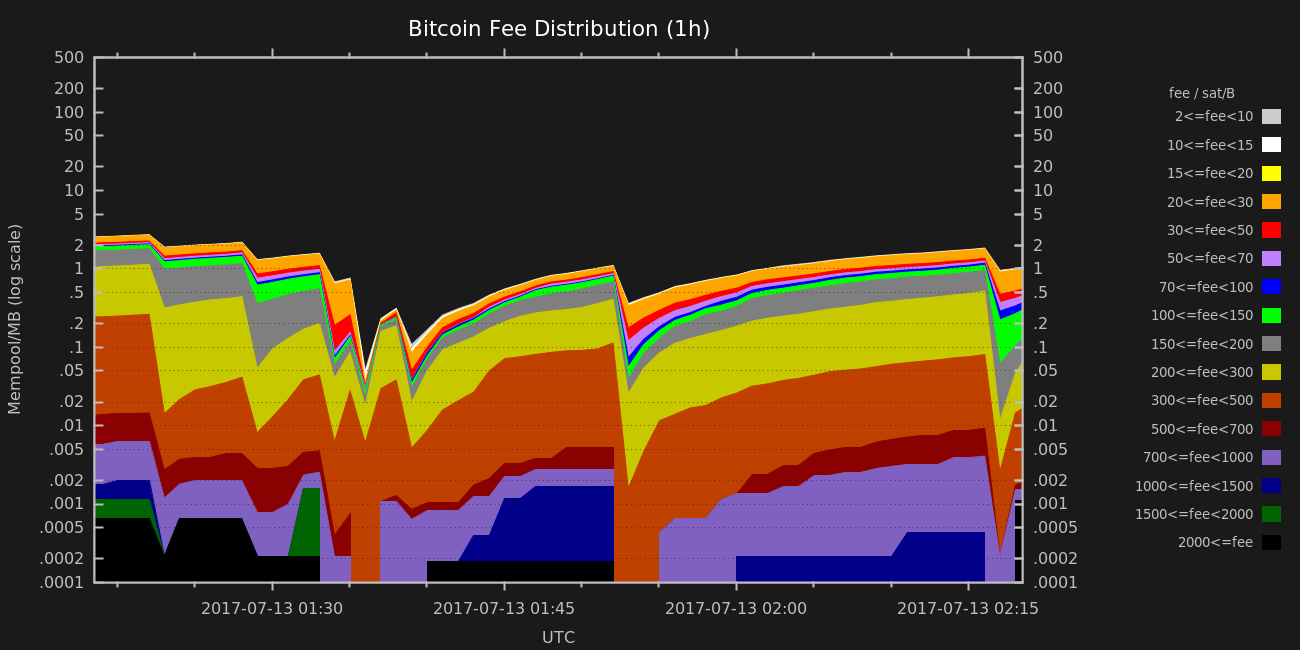 Bitcoin Fee Distribution (1h)
Mempool/MB (log scale)
500
200
100
50
20
10
5
2
1
.5
.2
.1
.05
.02
.01
.005
.002
.001
.0005
.0002
.0001
500
200
100
50
20
10
5
2
1
.5
.2
.1
.05
.02
.01
.005
.002
.001
.0005
.0002
.0001
2017-07-13 01:30 2017-07-13 01:45 2017-07-13 02:00 2017-07-13 02:15
UTC
fee / sat/B
2<=fee<10
10<=fee<15
15<=fee<20
20<=fee<30
30<=fee<50
50<=fee<70
70<=fee<100
100<=fee<150
150<=fee<200
200<=fee<300
300<=fee<500
500<=fee<700
700<=fee<1000
1000<=fee<1500
1500<=fee<2000
2000<=fee